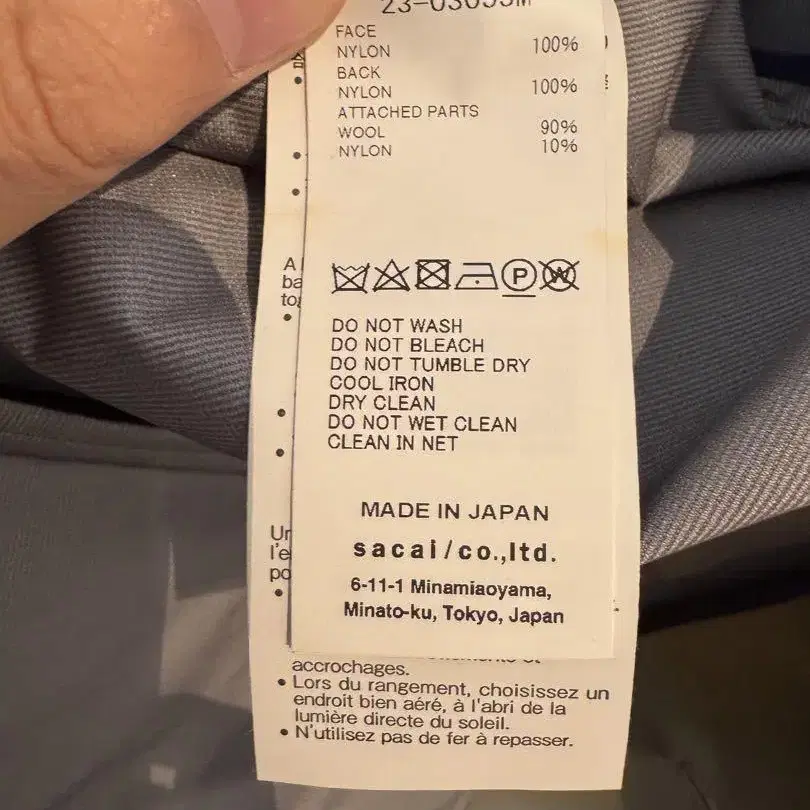 FACE
NYLON 100%
BACK
NYLON 100%
ATTACHED PARTS
WOOL 90%
NYLON 10%
P
W
DO NOT WASH
DO NOT BLEACH
DO NOT TUMBLE DRY
COOL IRON
DRY CLEAN
DO NOT WET CLEAN
CLEAN IN NET
MADE IN JAPAN
sacai/co.,ltd.
6-11-1 Minamiaoyama,
Minato-ku, Tokyo, Japan
accrochages.
• Lors du rangement, choisissez un
endroit bien aéré, à l'abri de la
lumière directe du soleil.
• N'utilisez pas de fer à repasser.